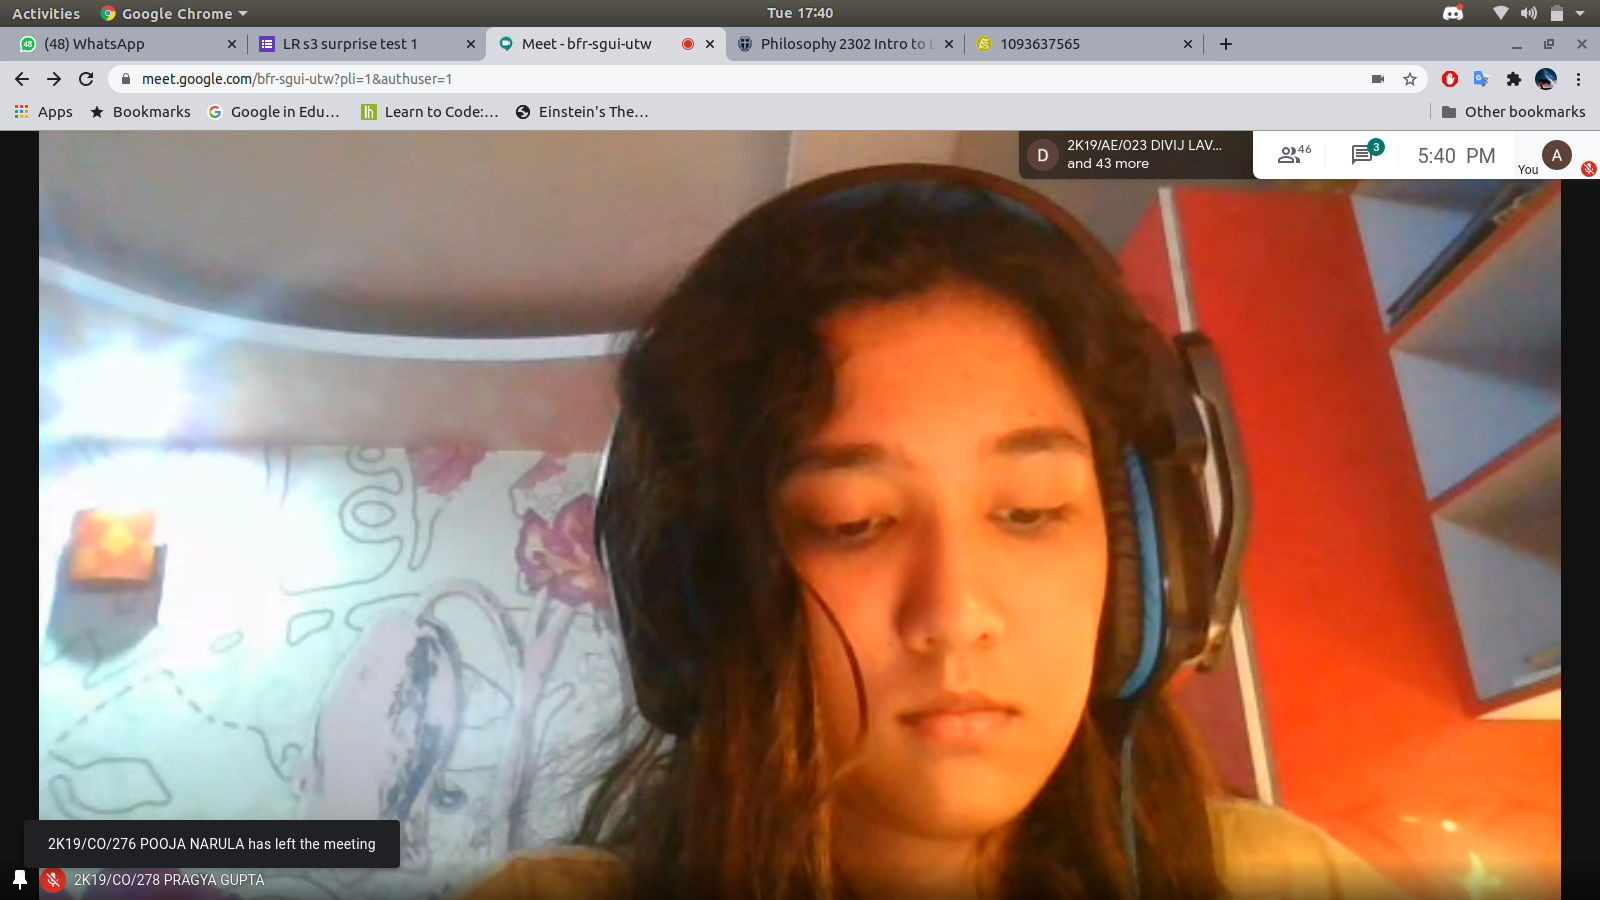 Activities
Google Chrome
Tue 17:40
48
(48) WhatsApp
LR s3 surprise test 1
Meet - bfr-sgui-utw
Philosophy 2302 Intro to L
1093637565
meet.google.com/bfr-sgui-utw?pli=1&authuser=1
Apps
Bookmarks
Google in Edu…
Learn to Code:…
Einstein's The…
Other bookmarks
D
2K19/AE/023 DIVIJ LAV...
and 43 more
46
3
5:40 PM
You
A
2K19/CO/276 POOJA NARULA has left the meeting
2K19/CO/278 PRAGYA GUPTA